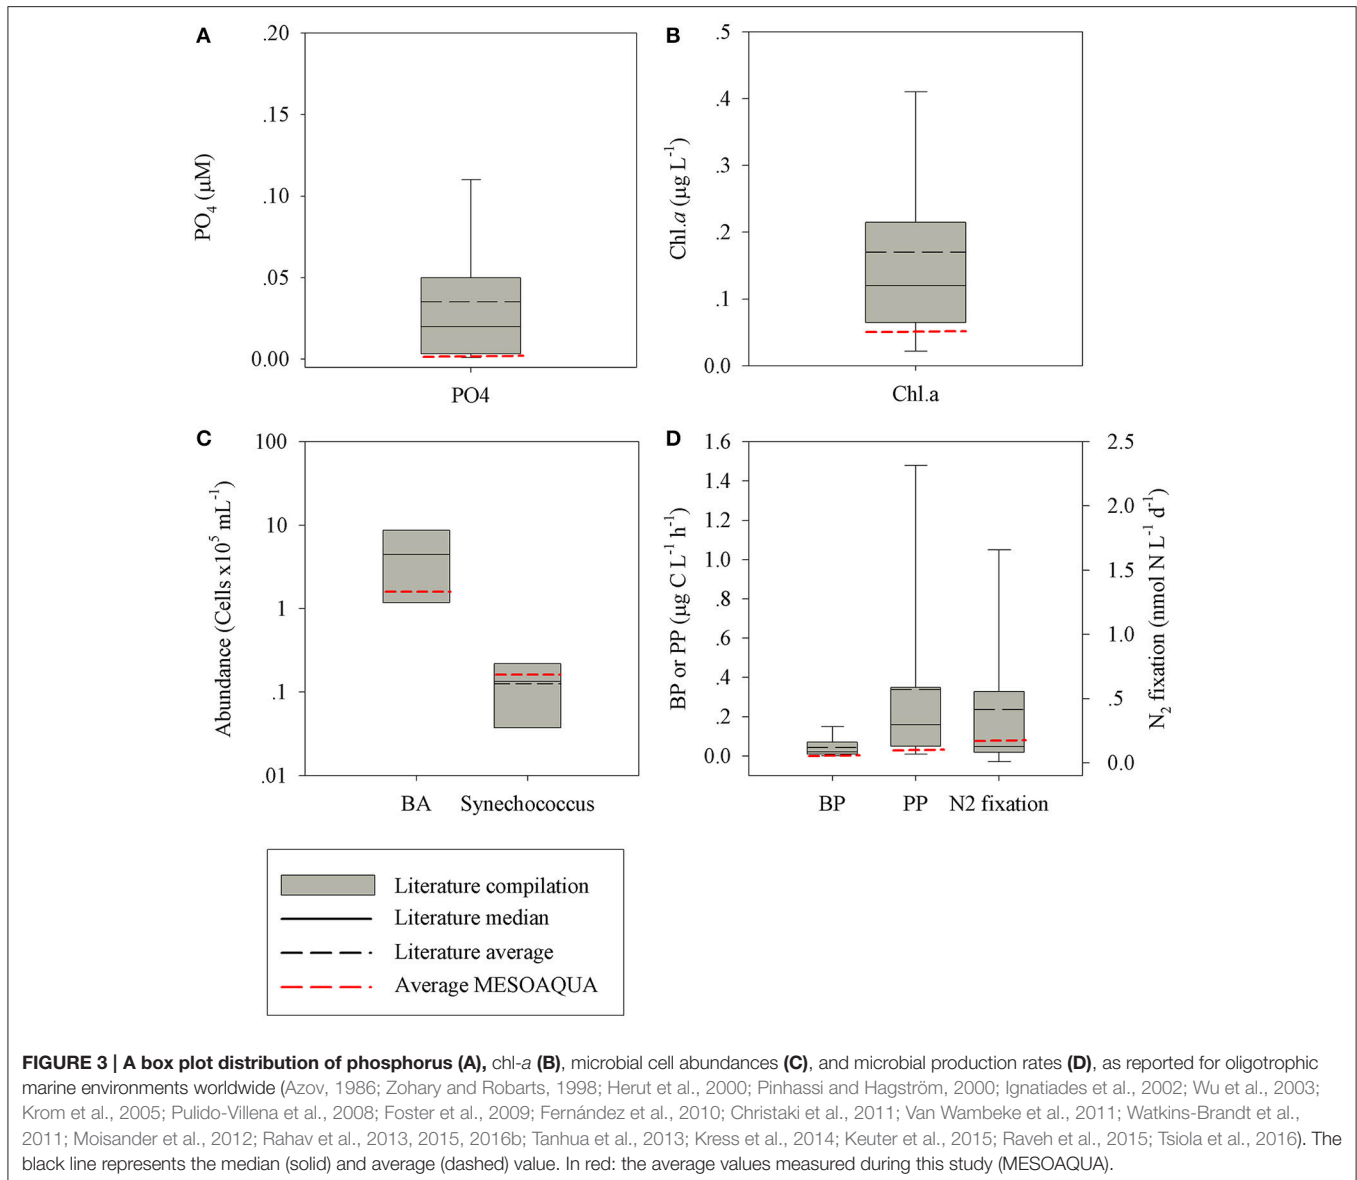 A
.20
.15
.10
.05
0.00
PO4 (µM)
PO4
B
.5
.4
.3
.2
.1
0.0
Chl.a (µg L-1)
Chl.a
C
100
10
1
.1
.01
Abundance (Cells x10^5 mL-1)
BA Synechococcus
D
1.6
1.4
1.2
1.0
.8
.6
.4
.2
0.0
BP or PP (µg C L-1 h-1)
2.5
2.0
1.5
1.0
.5
0.0
N2 fixation (nmol N L-1 d-1)
BP PP N2 fixation
Literature compilation
Literature median
Literature average
Average MESOAQUA
FIGURE 3 | A box plot distribution of phosphorus (A), chl-a (B), microbial cell abundances (C), and microbial production rates (D), as reported for oligotrophic
marine environments worldwide (Azov, 1986; Zohary and Robarts, 1998; Herut et al., 2000; Pinhassi and Hagström, 2000; Ignatiades et al., 2002; Wu et al., 2003;
Krom et al., 2005; Pulido-Villena et al., 2008; Foster et al., 2009; Fernández et al., 2010; Christaki et al., 2011; Van Wambeke et al., 2011; Watkins-Brandt et al.,
2011; Moisander et al., 2012; Rahav et al., 2013, 2015, 2016b; Tanhua et al., 2013; Kress et al., 2014; Keuter et al., 2015; Raveh et al., 2015; Tsiola et al., 2016). The
black line represents the median (solid) and average (dashed) value. In red: the average values measured during this study (MESOAQUA).